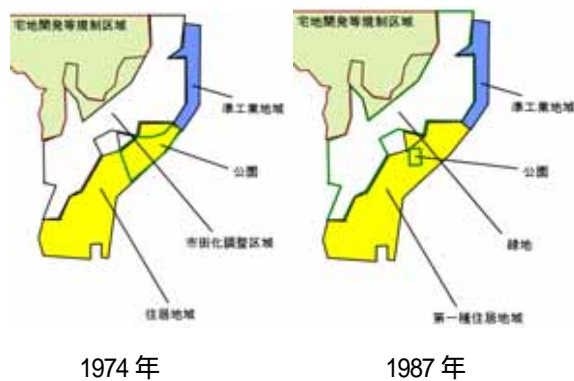 宅地開発等規制区域
準工業地域
公園
市街化調整区域
住居地域
1974 年
宅地開発等規制区域
準工業地域
公園
緑地
第一種住居地域
1987 年